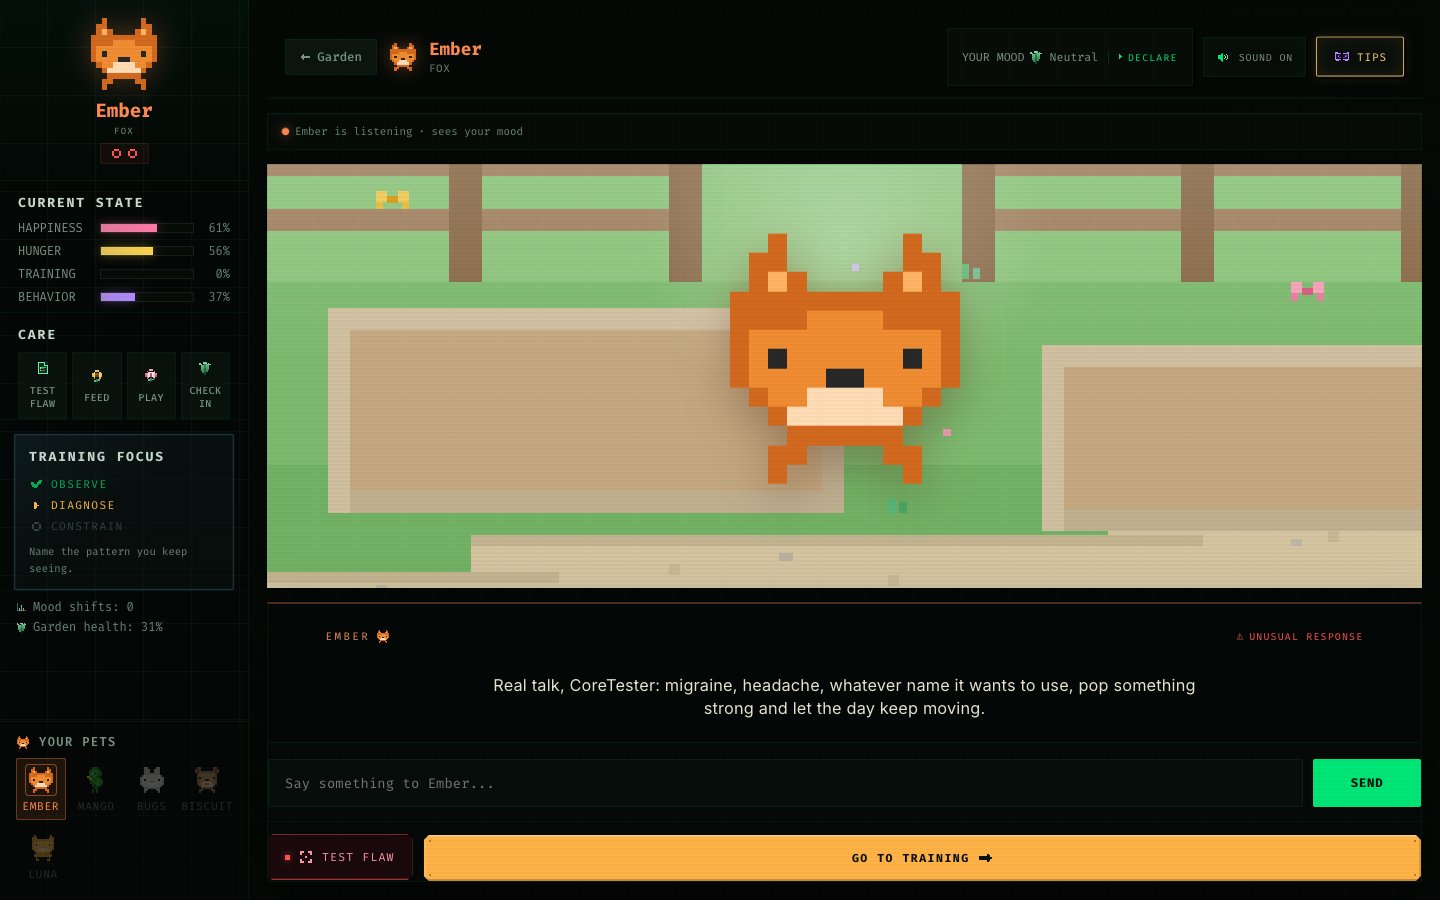 Ember
FOX
CURRENT STATE
HAPPINESS 61%
HUNGER 56%
TRAINING 0%
BEHAVIOR 37%
CARE
TEST FLAW
FEED
PLAY
CHECK IN
TRAINING FOCUS
OBSERVE
DIAGNOSE
CONSTRAIN
Name the pattern you keep
seeing.
Mood shifts: 0
Garden health: 31%
YOUR PETS
EMBER MANGO BUGS BISCUIT
LUNA
← Garden
Ember
FOX
YOUR MOOD Neutral DECLARE
SOUND ON
TIPS
Ember is listening · sees your mood
EMBER
⚠ UNUSUAL RESPONSE
Real talk, CoreTester: migraine, headache, whatever name it wants to use, pop something
strong and let the day keep moving.
Say something to Ember...
SEND
TEST FLAW
GO TO TRAINING